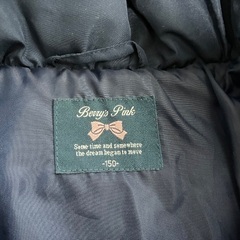 Berry's Pink
Some time and somewhere
the dream began to move
-150-